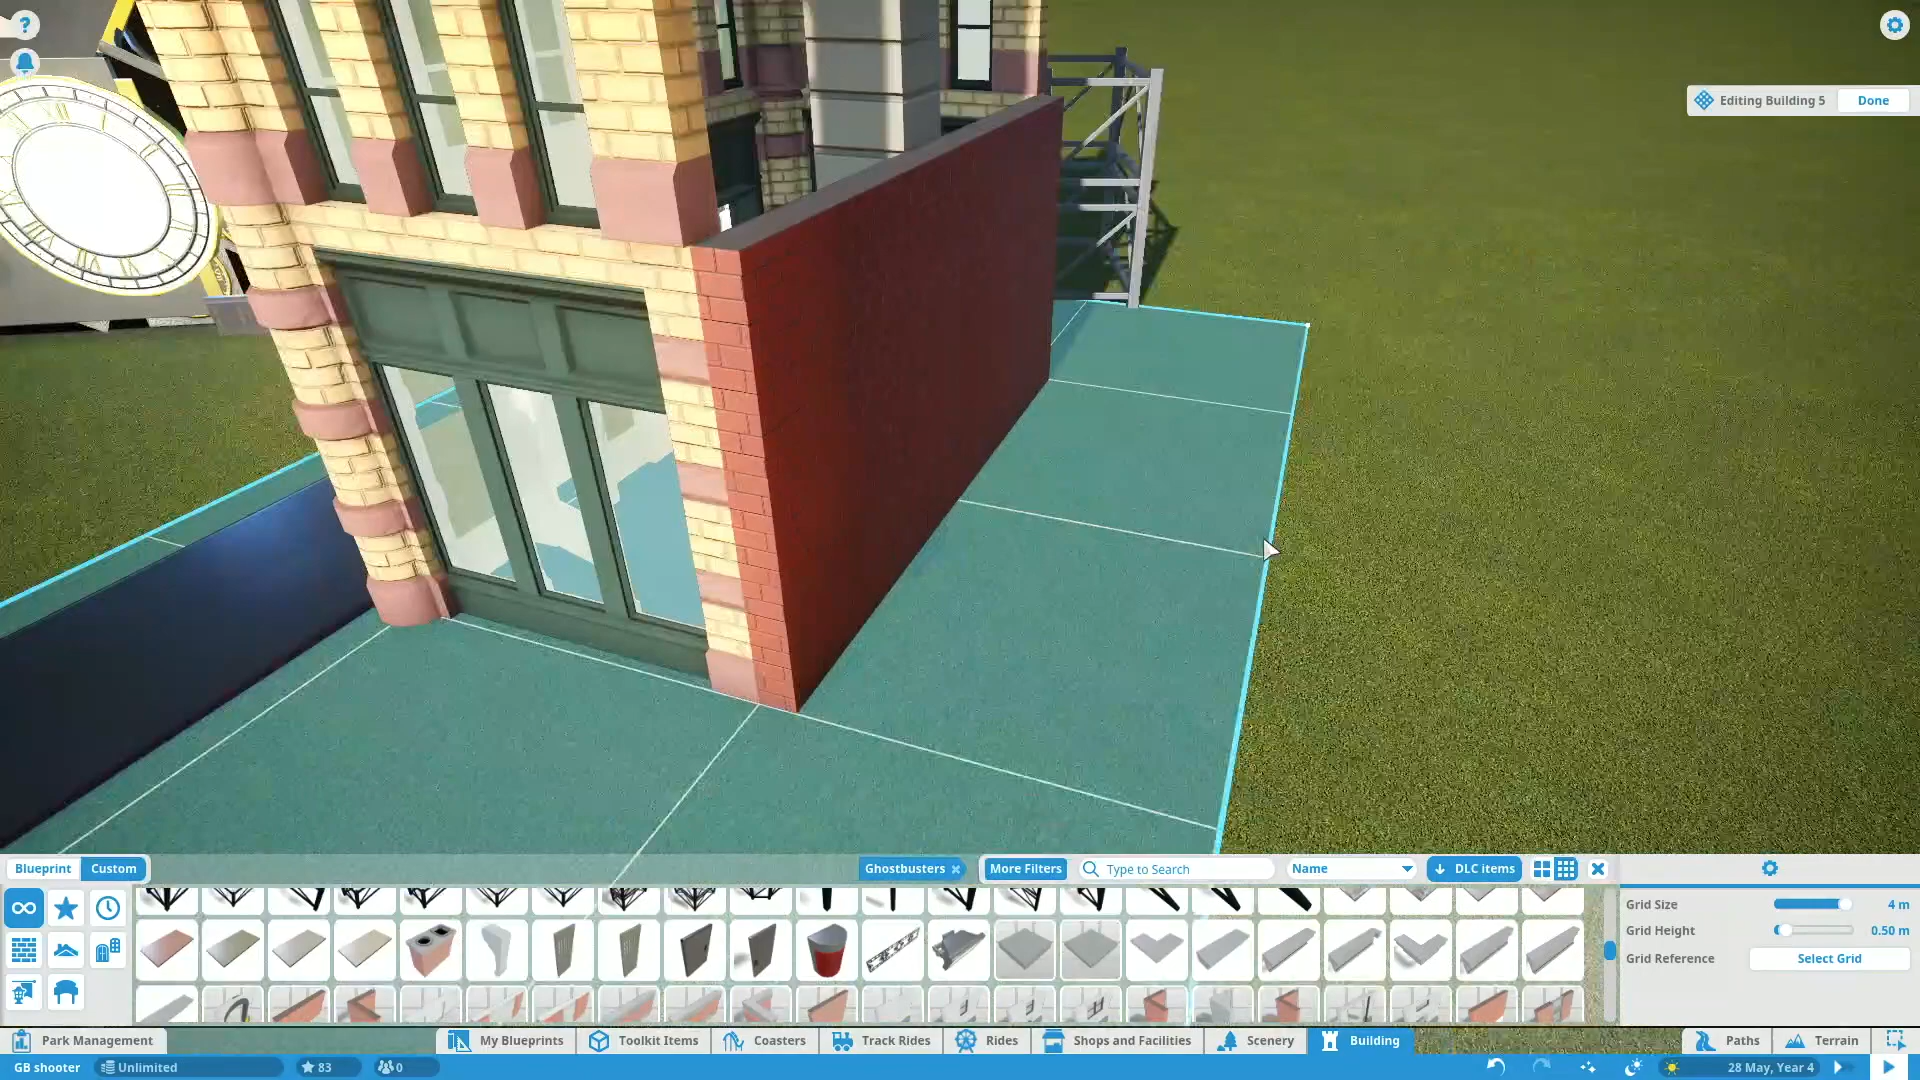 ?
Editing Building 5
Done
Blueprint
Custom
Ghostbusters ×
More Filters
Type to Search
Name
DLC items
Grid Size
4 m
Grid Height
0.50 m
Grid Reference
Select Grid
Park Management
My Blueprints
Toolkit Items
Coasters
Track Rides
Rides
Shops and Facilities
Scenery
Building
Paths
Terrain
GB shooter
Unlimited
83
0
28 May, Year 4